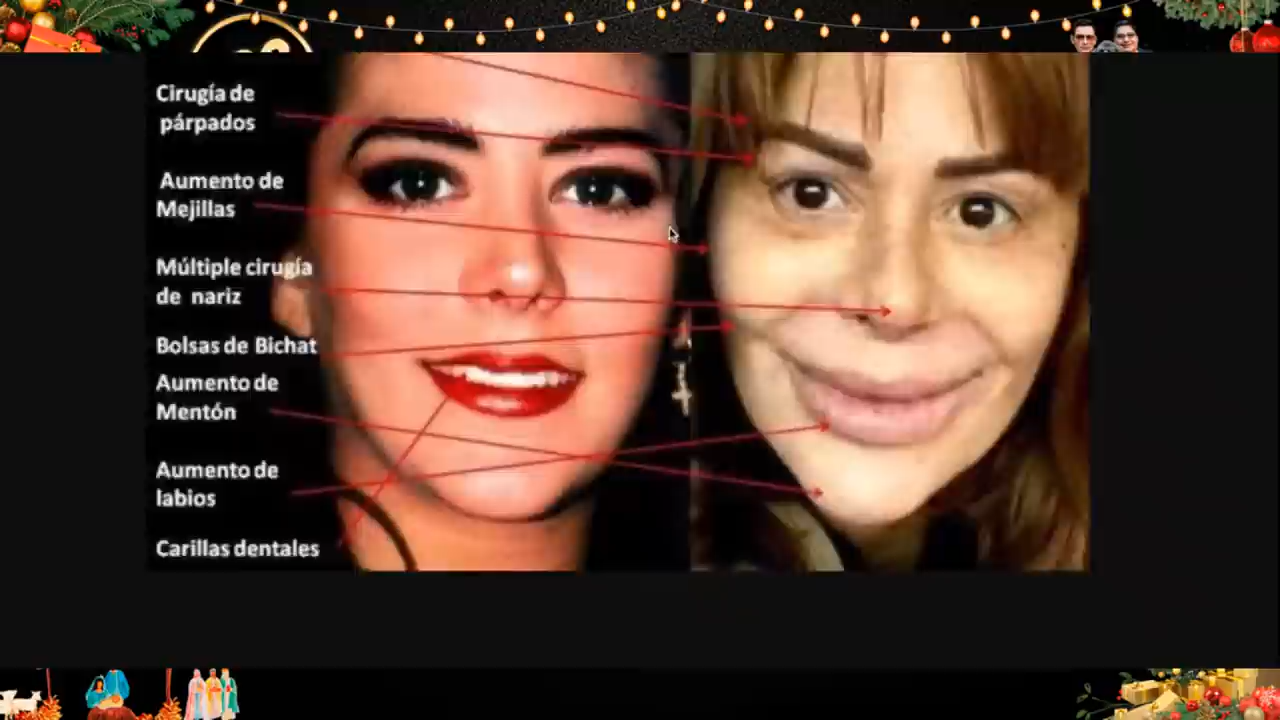 Cirugía de
párpados
Aumento de
Mejillas
Múltiple cirugía
de nariz
Bolsas de Bichat
Aumento de
Mentón
Aumento de
labios
Carillas dentales